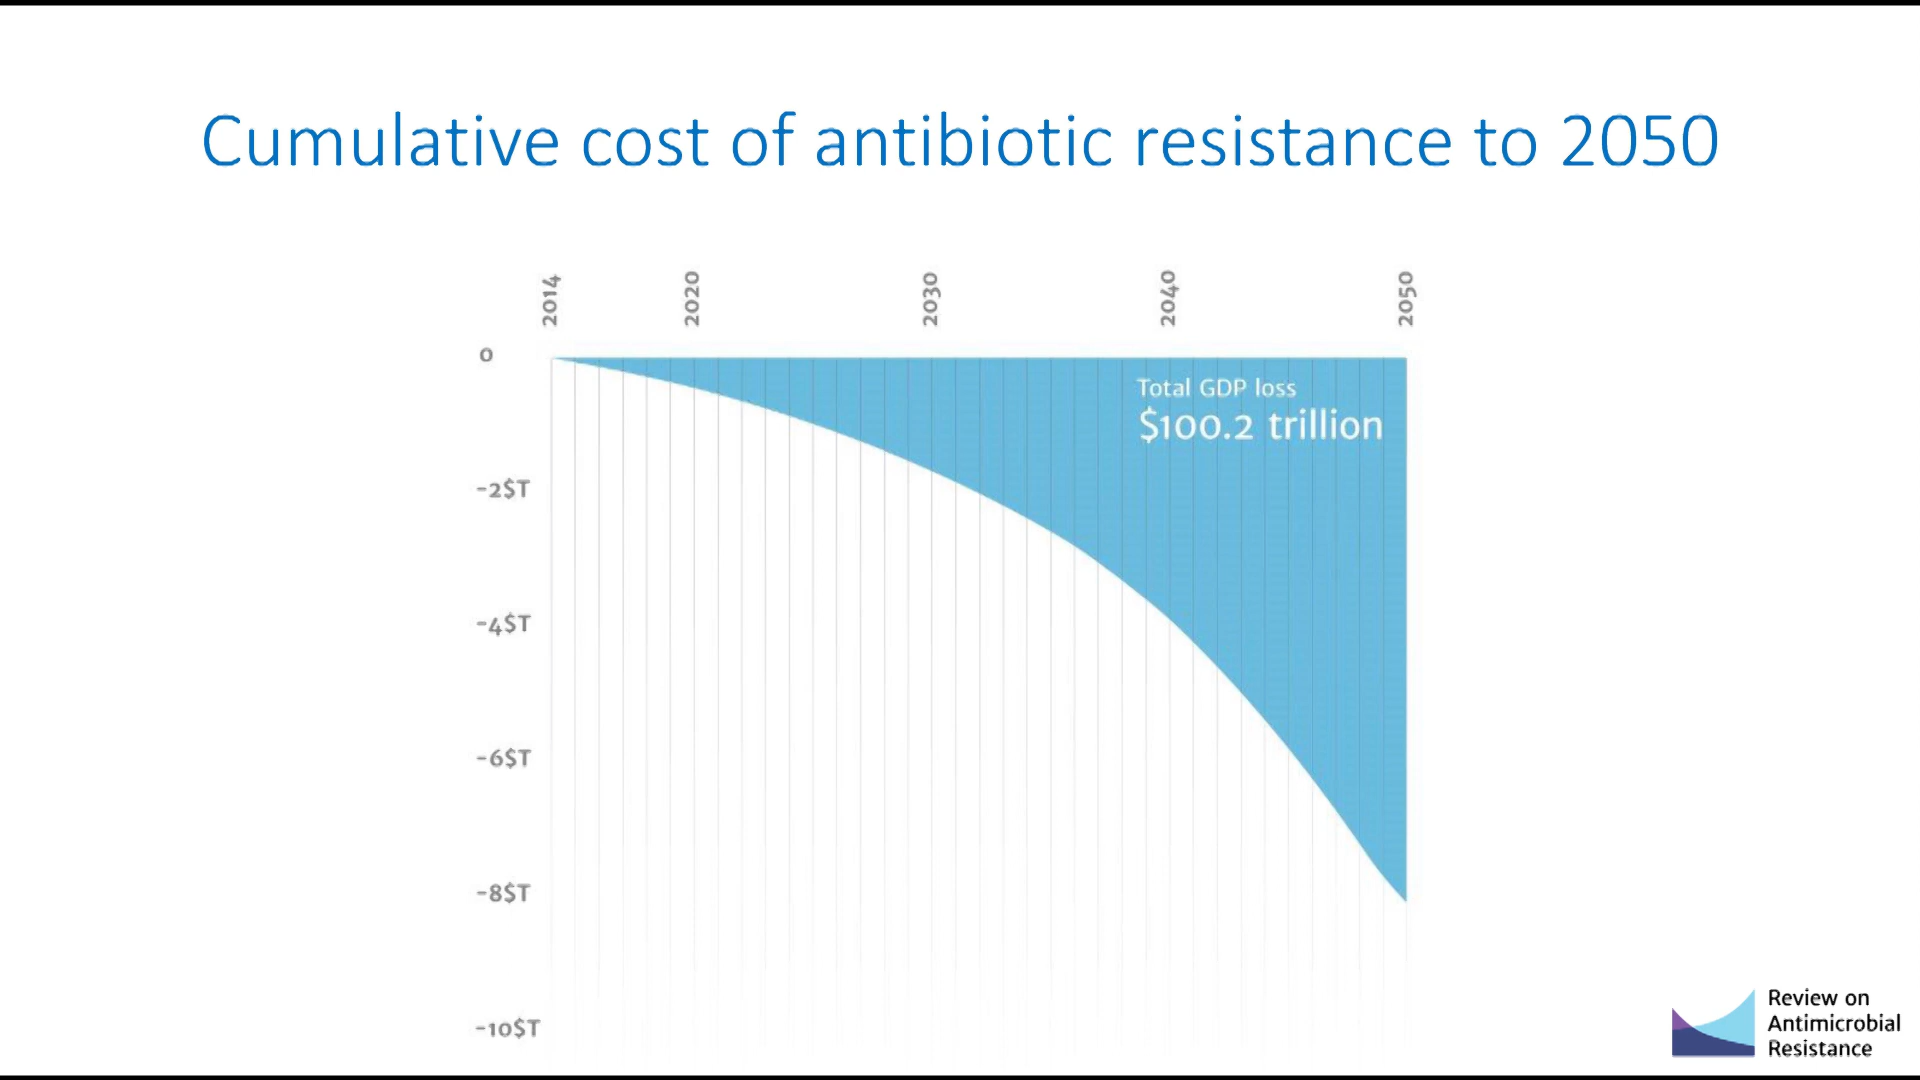 Cumulative cost of antibiotic resistance to 2050
2014 2020 2030 2040 2050
0
Total GDP loss
$100.2 trillion
-2$T
-4$T
-6$T
-8$T
-10$T
Review on
Antimicrobial
Resistance